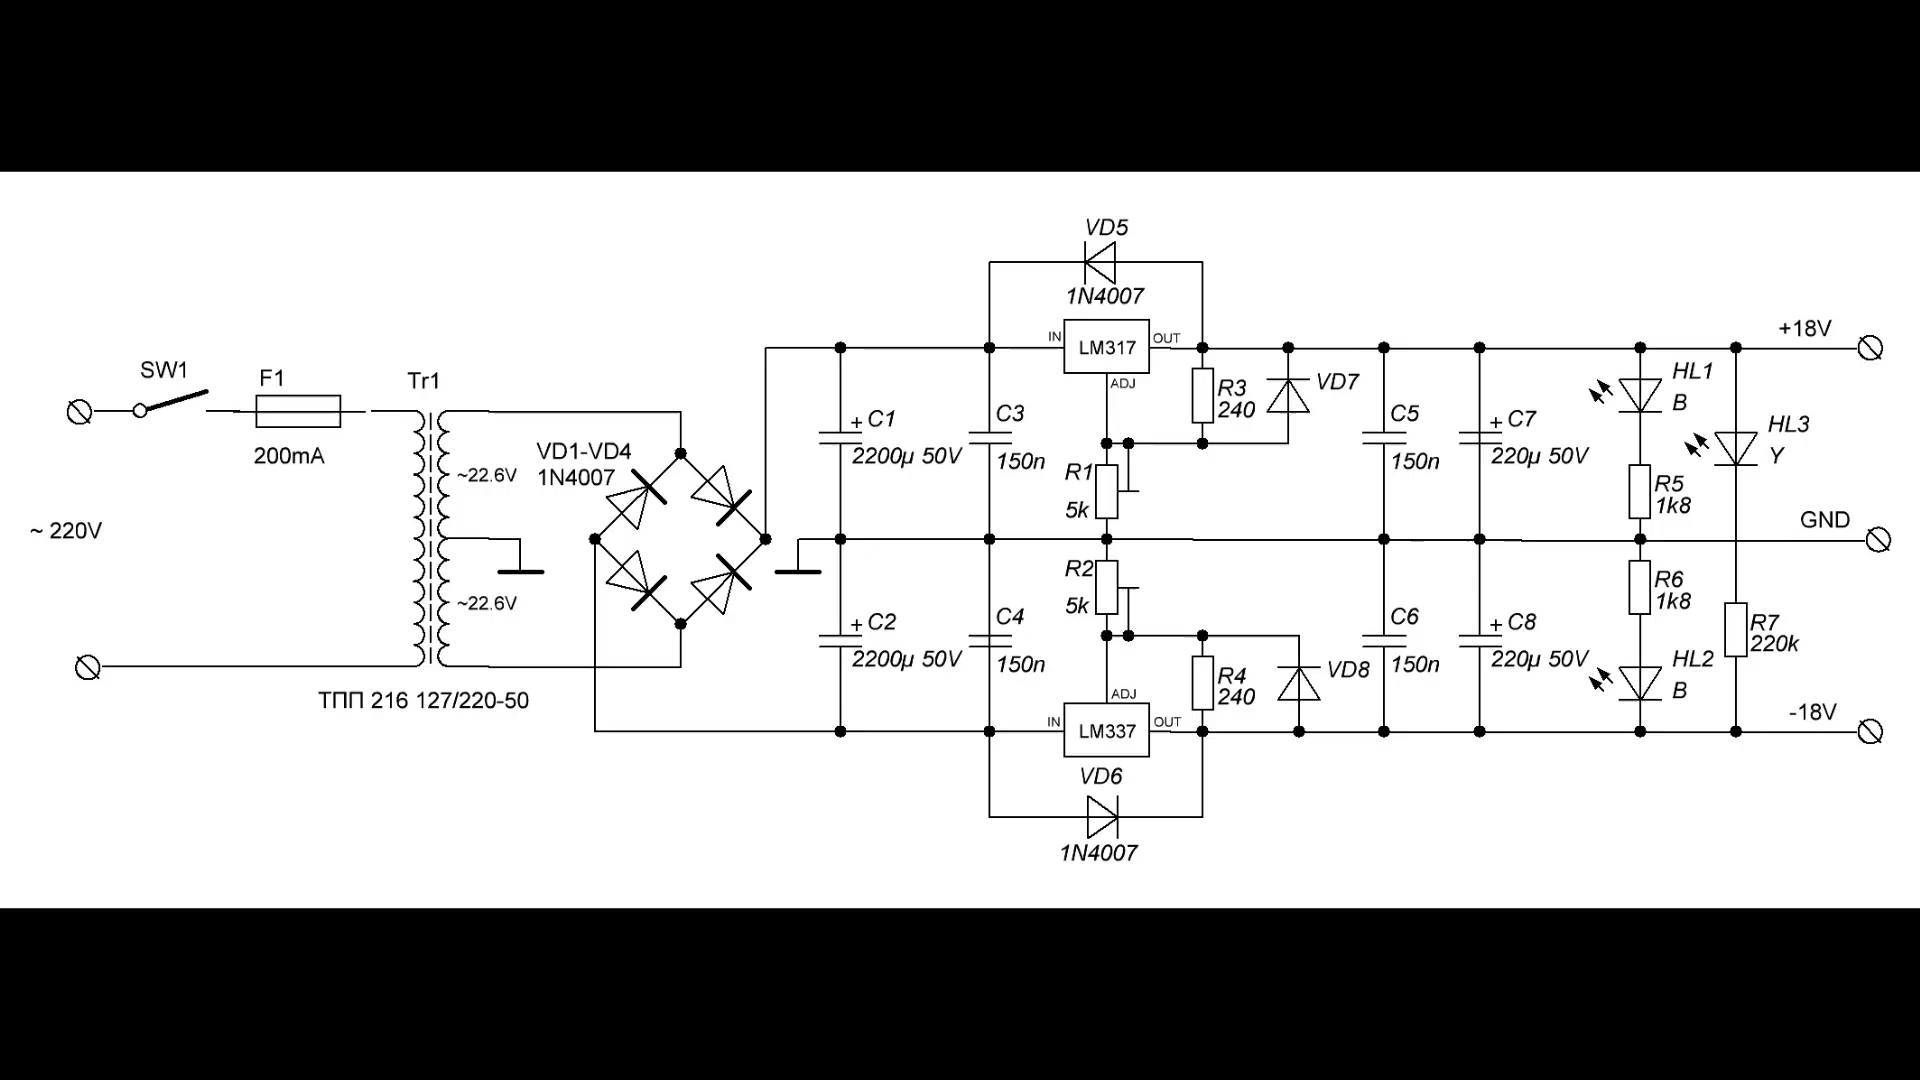 SW1
F1
200mA
~ 220V
Tr1
~22.6V
~22.6V
ТПП 216 127/220-50
VD1-VD4
1N4007
+ C1
2200µ 50V
+ C2
2200µ 50V
C3
150n
C4
150n
VD5
1N4007
IN
LM317
OUT
ADJ
R1
5k
R2
5k
ADJ
IN
LM337
OUT
VD6
1N4007
R3
240
VD7
R4
240
VD8
C5
150n
C6
150n
+ C7
220µ 50V
+ C8
220µ 50V
HL1
B
R5
1k8
R6
1k8
HL2
B
HL3
Y
R7
220k
+18V
GND
-18V